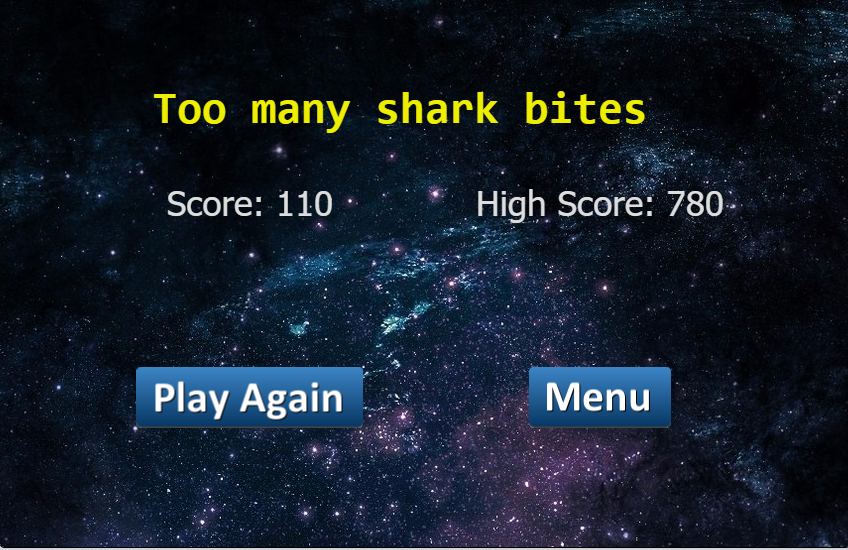 Too many shark bites
Score: 110 High Score: 780
Play Again Menu